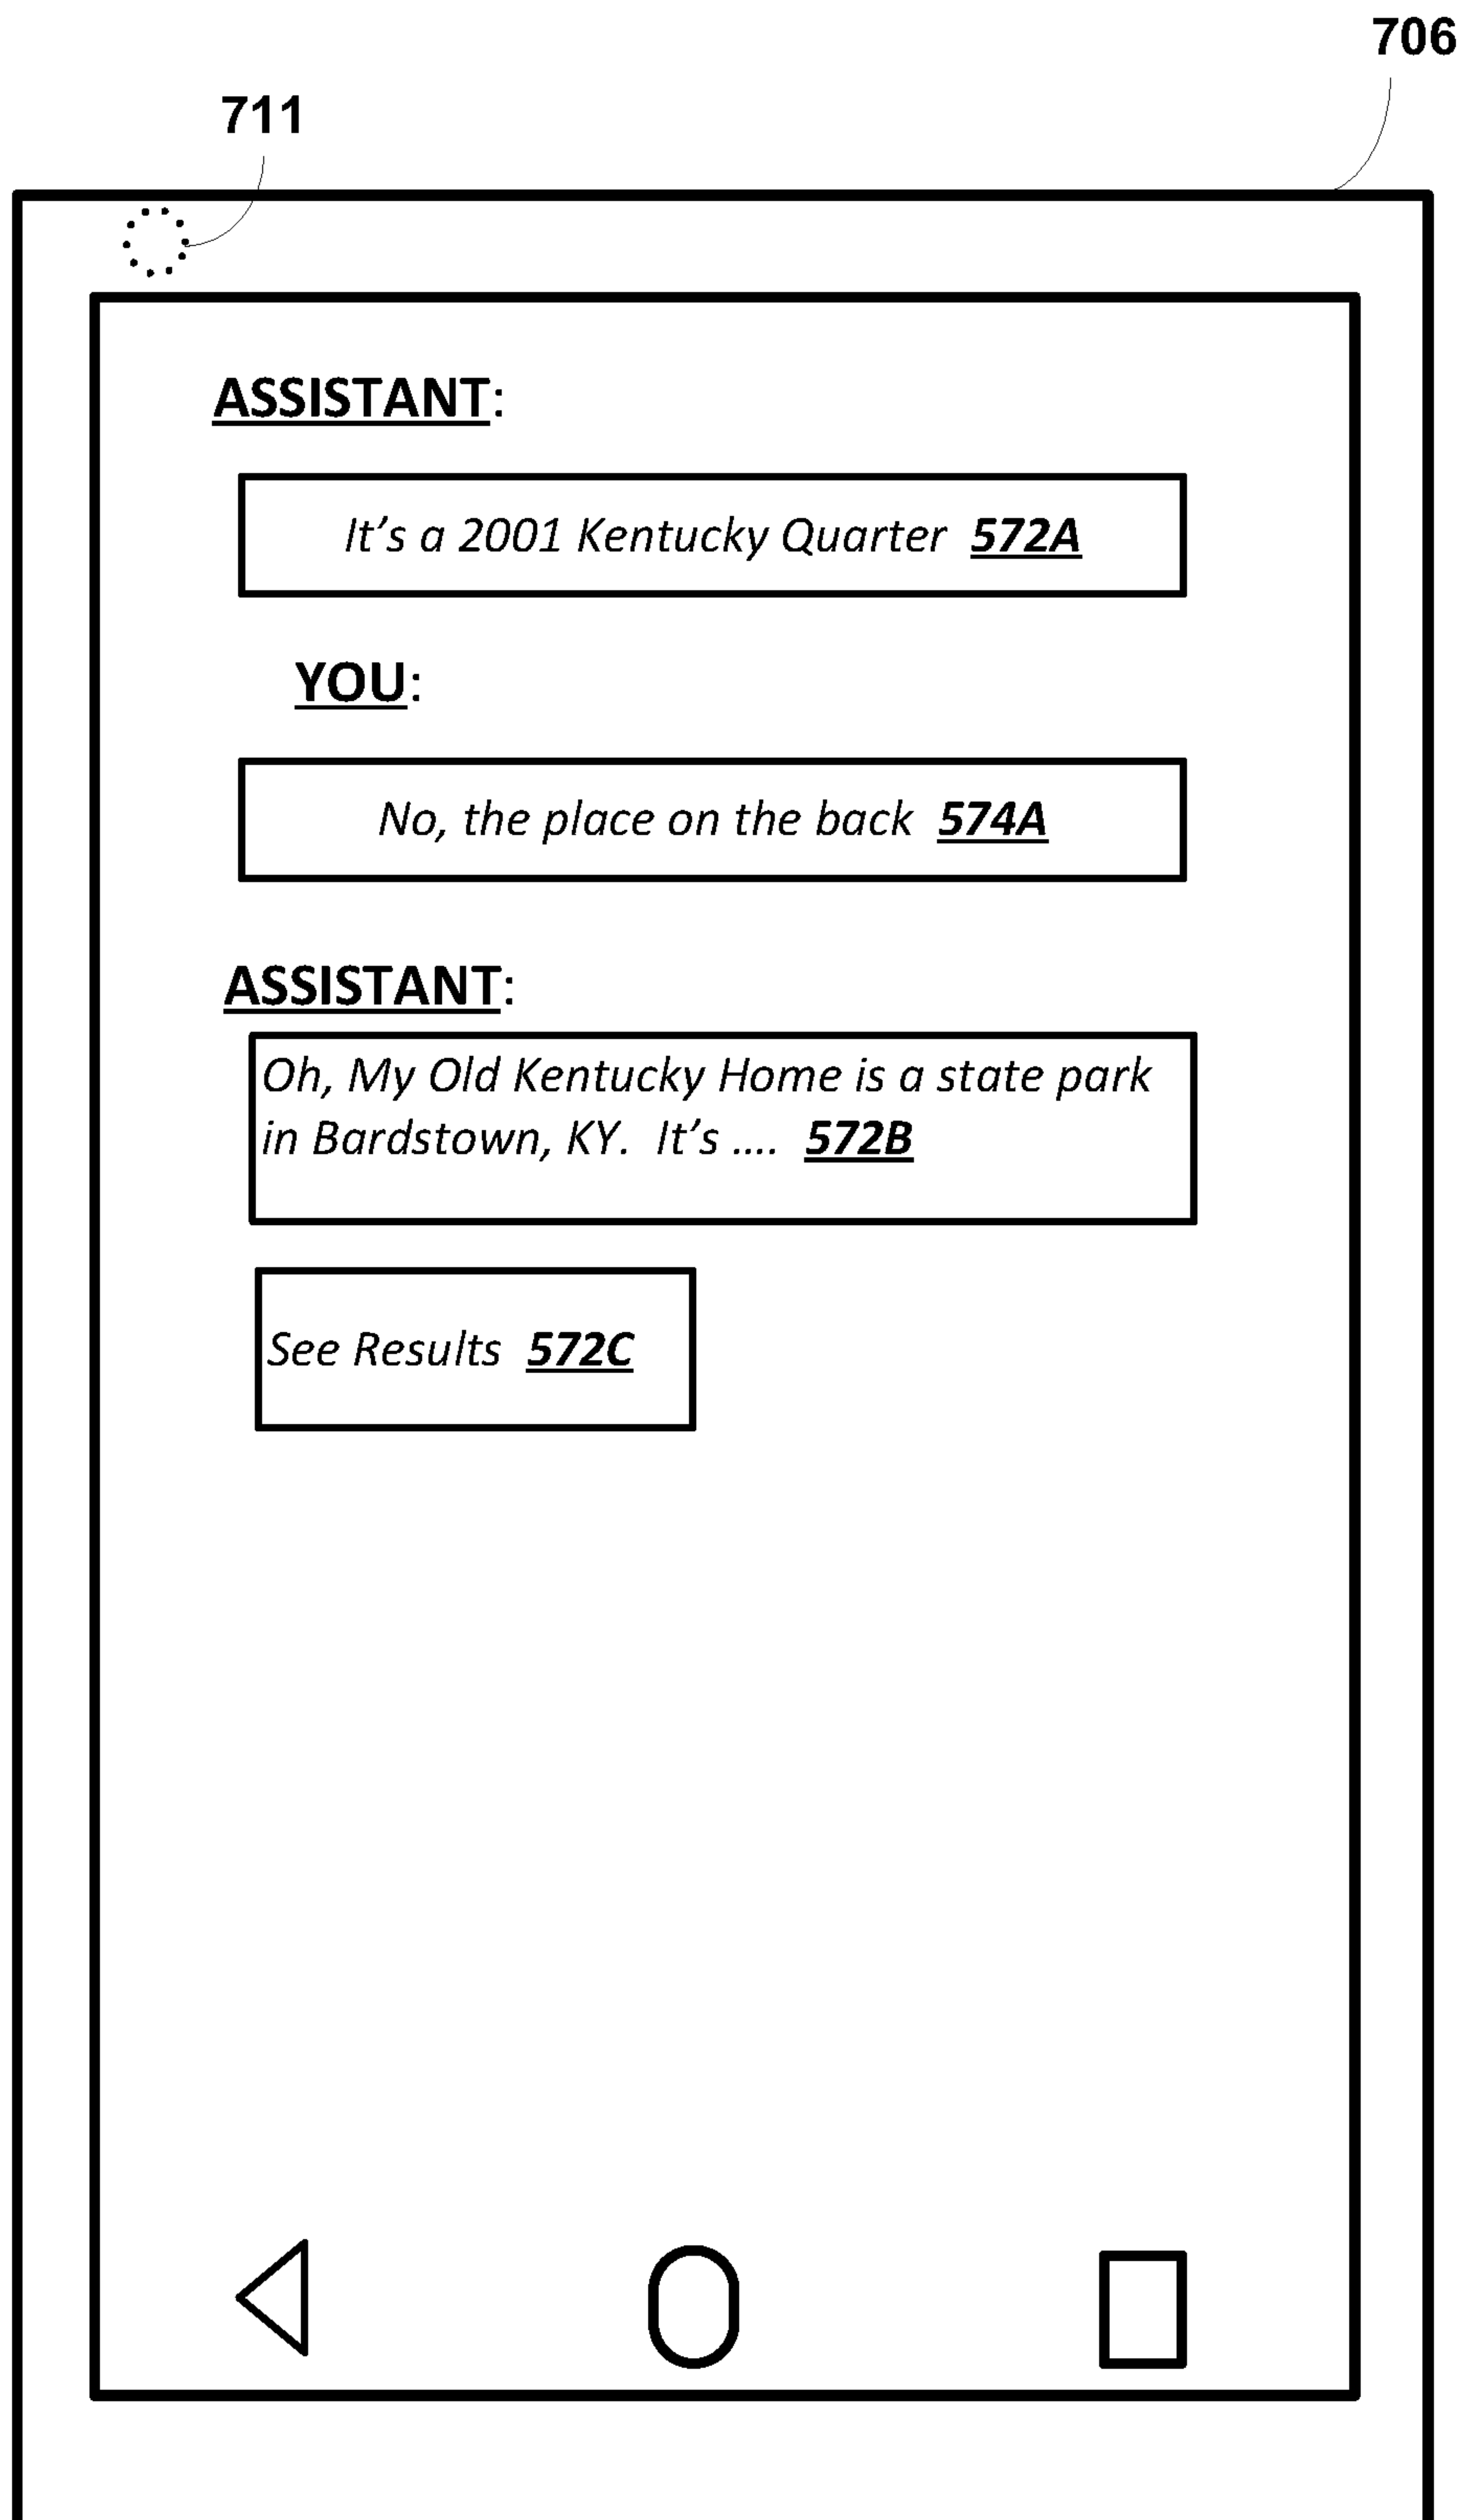 706
711
ASSISTANT:
It's a 2001 Kentucky Quarter 572A
YOU:
No, the place on the back 574A
ASSISTANT:
Oh, My Old Kentucky Home is a state park
in Bardstown, KY. It's .... 572B
See Results 572C